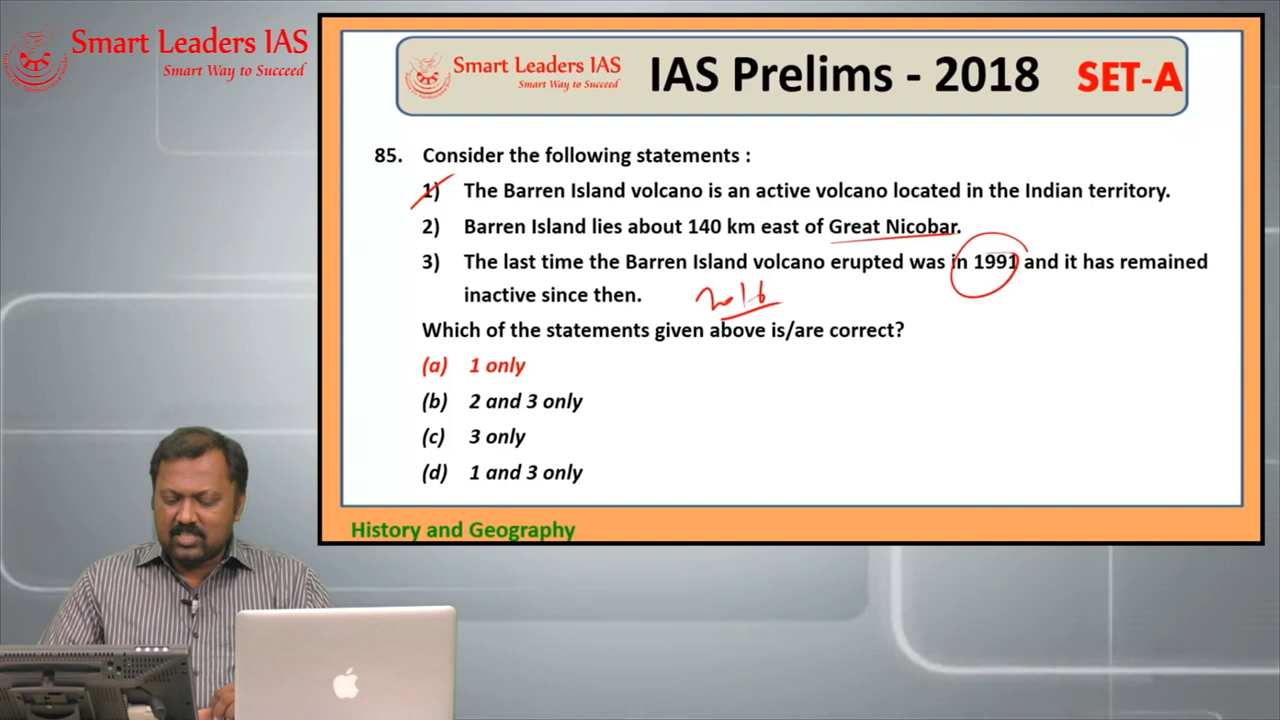 Smart Leaders IAS
Smart Way to Succeed
Smart Leaders IAS
Smart Way to Succeed
IAS Prelims - 2018 SET-A
85. Consider the following statements :
1) The Barren Island volcano is an active volcano located in the Indian territory.
2) Barren Island lies about 140 km east of Great Nicobar.
3) The last time the Barren Island volcano erupted was in 1991 and it has remained
inactive since then.
2016
Which of the statements given above is/are correct?
(a) 1 only
(b) 2 and 3 only
(c) 3 only
(d) 1 and 3 only
History and Geography